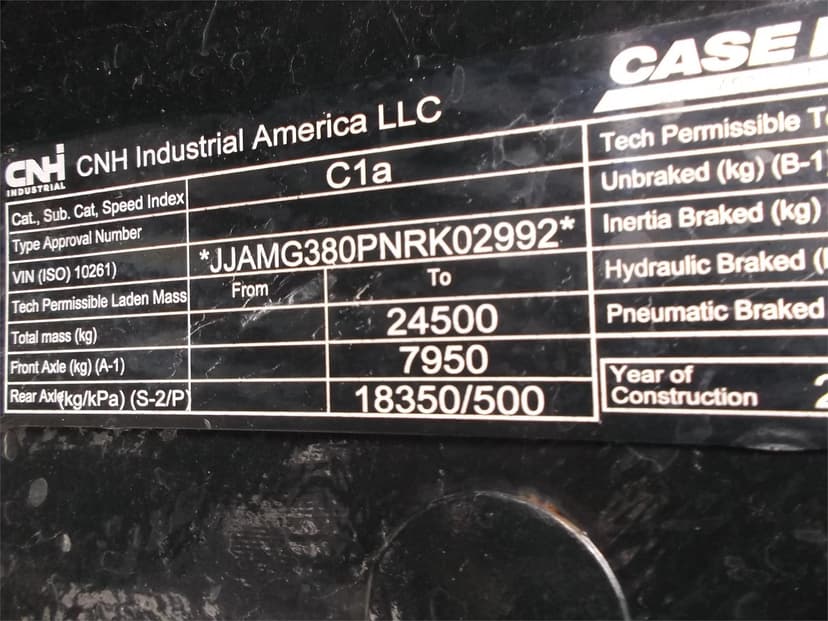 CASE
CNH INDUSTRIAL
CNH Industrial America LLC
Cat., Sub. Cat, Speed Index C1a
Type Approval Number
VIN (ISO) 10261) *JJAMG380PNRK02992*
Tech Permissible Laden Mass From To
Total mass (kg) 24500
Front Axle (kg) (A-1) 7950
Rear Axle(kg/kPa) (S-2/P) 18350/500
Tech Permissible
Unbraked (kg) (B-1
Inertia Braked (kg)
Hydraulic Braked (
Pneumatic Braked
Year of
Construction 2